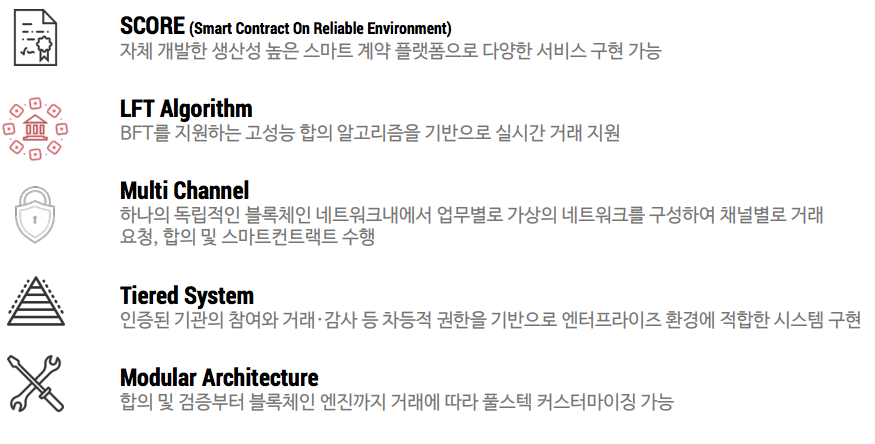 SCORE (Smart Contract On Reliable Environment)
자체 개발한 생산성 높은 스마트 계약 플랫폼으로 다양한 서비스 구현 가능
LFT Algorithm
BFT를 지원하는 고성능 합의 알고리즘을 기반으로 실시간 거래 지원
Multi Channel
하나의 독립적인 블록체인 네트워크내에서 업무별로 가상의 네트워크를 구성하여 채널별로 거래
요청, 합의 및 스마트컨트랙트 수행
Tiered System
인증된 기관의 참여와 거래·감사 등 차등적 권한을 기반으로 엔터프라이즈 환경에 적합한 시스템 구현
Modular Architecture
합의 및 검증부터 블록체인 엔진까지 거래에 따라 풀스텍 커스터마이징 가능